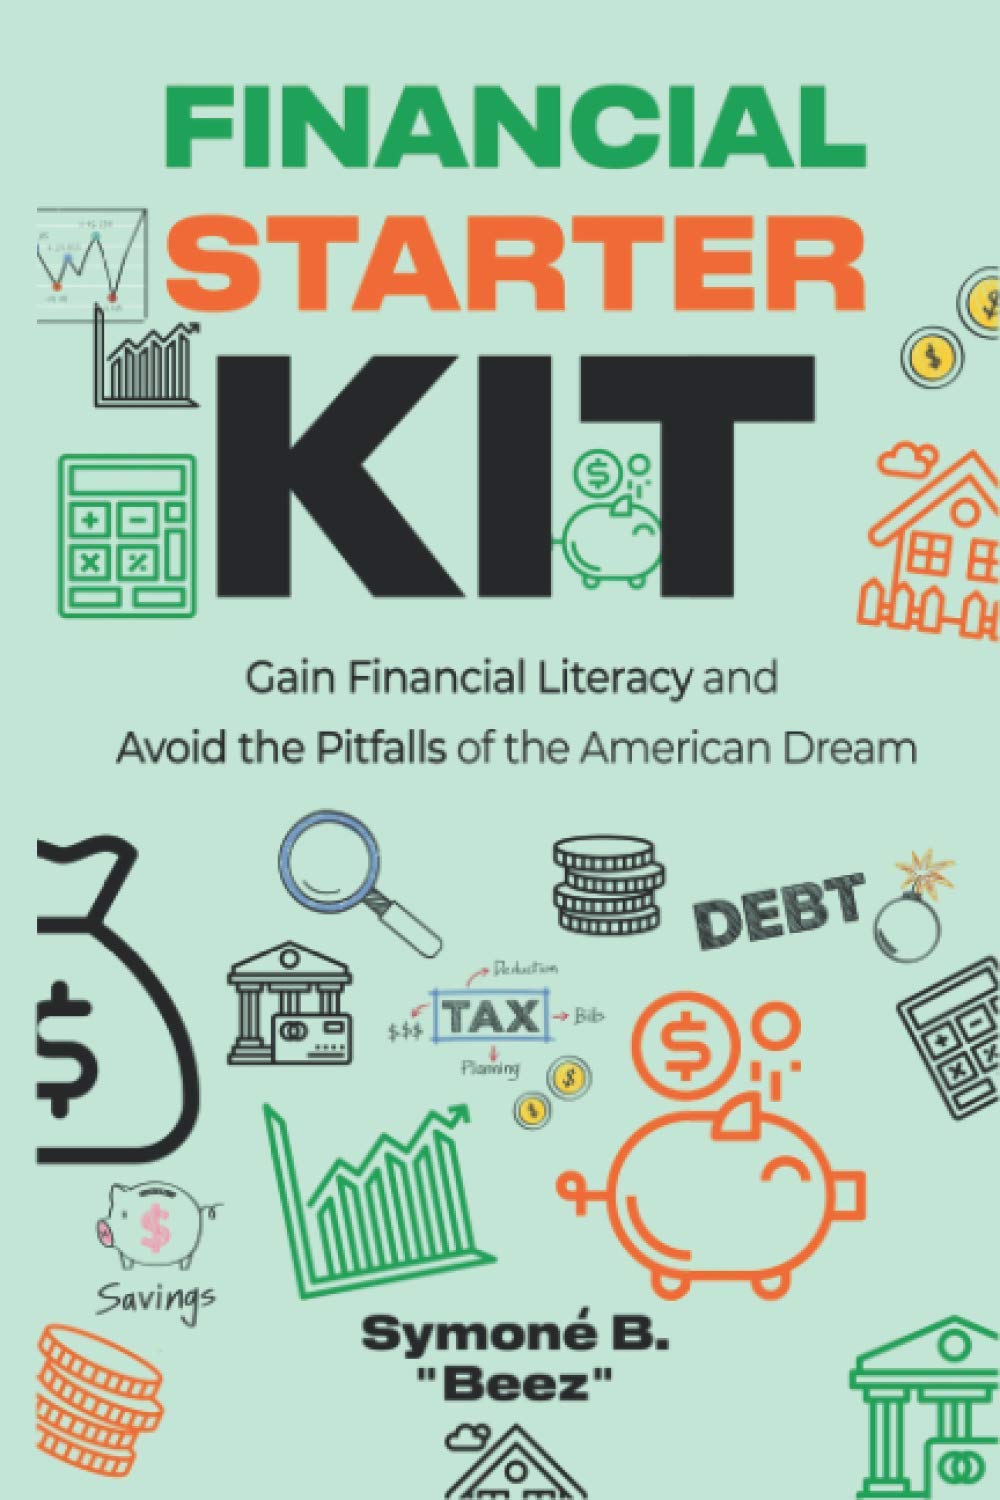 FINANCIAL
STARTER
KIT
Gain Financial Literacy and
Avoid the Pitfalls of the American Dream
DEBT
Deduction
TAX
$$$
Bills
Planning
Savings
Symoné B.
"Beez"